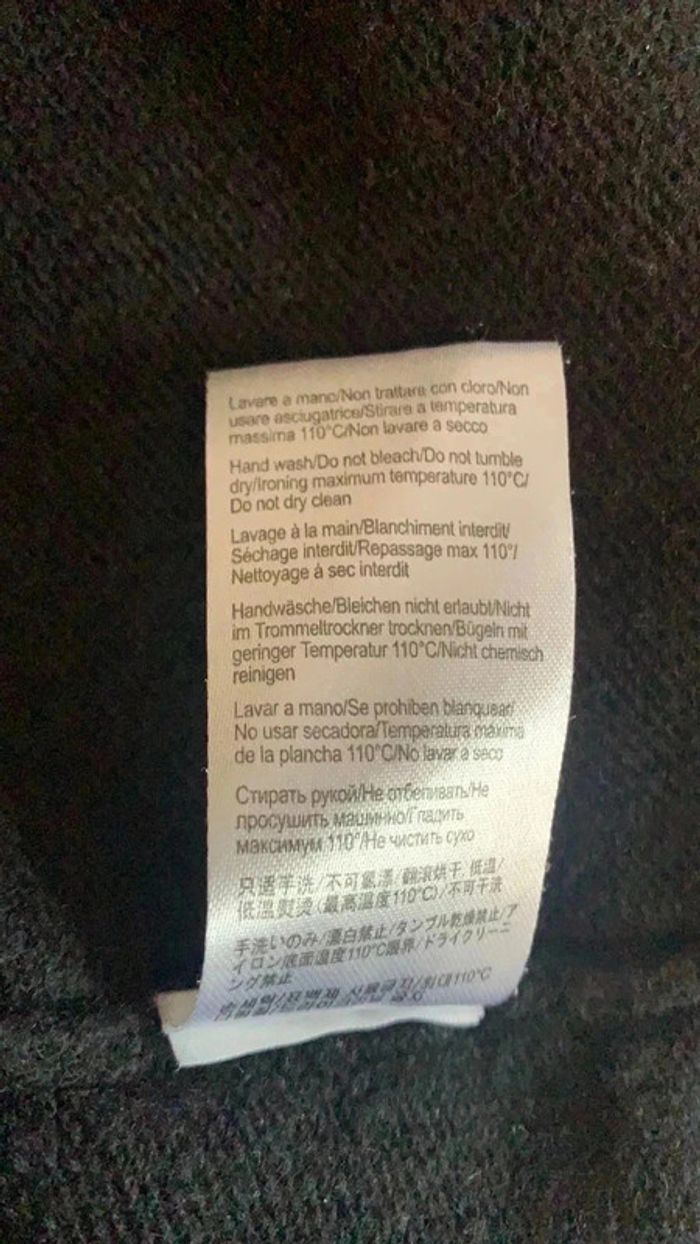 Lavare a mano/Non trattare con cloro/Non
usare asciugatrice/Stirare a temperatura
massima 110°C/Non lavare a secco
Hand wash/Do not bleach/Do not tumble
dry/Ironing maximum temperature 110°C/
Do not dry clean
Lavage à la main/Blanchiment interdit/
Séchage interdit/Repassage max 110°/
Nettoyage à sec interdit
Handwäsche/Bleichen nicht erlaubt/Nicht
im Trommeltrockner trocknen/Bügeln mit
geringer Temperatur 110°C/Nicht chemisch
reinigen
Lavar a mano/Se prohiben blanquear/
No usar secadora/Temperatura máxima
de la plancha 110°C/No lavar a seco
Стирать рукой/Не отбеливать/Не
просушить машинно/Гладить
максимум 110°/Не чистить сухо
只適手洗/不可氯漂/翻滾烘干, 低溫/
低溫熨燙 (最高溫度110°C)/不可干洗
手洗いのみ/漂白禁止/タンブル乾燥禁止/ア
イロン底面温度110°C限界/ドライクリーニ
ング禁止
110°C